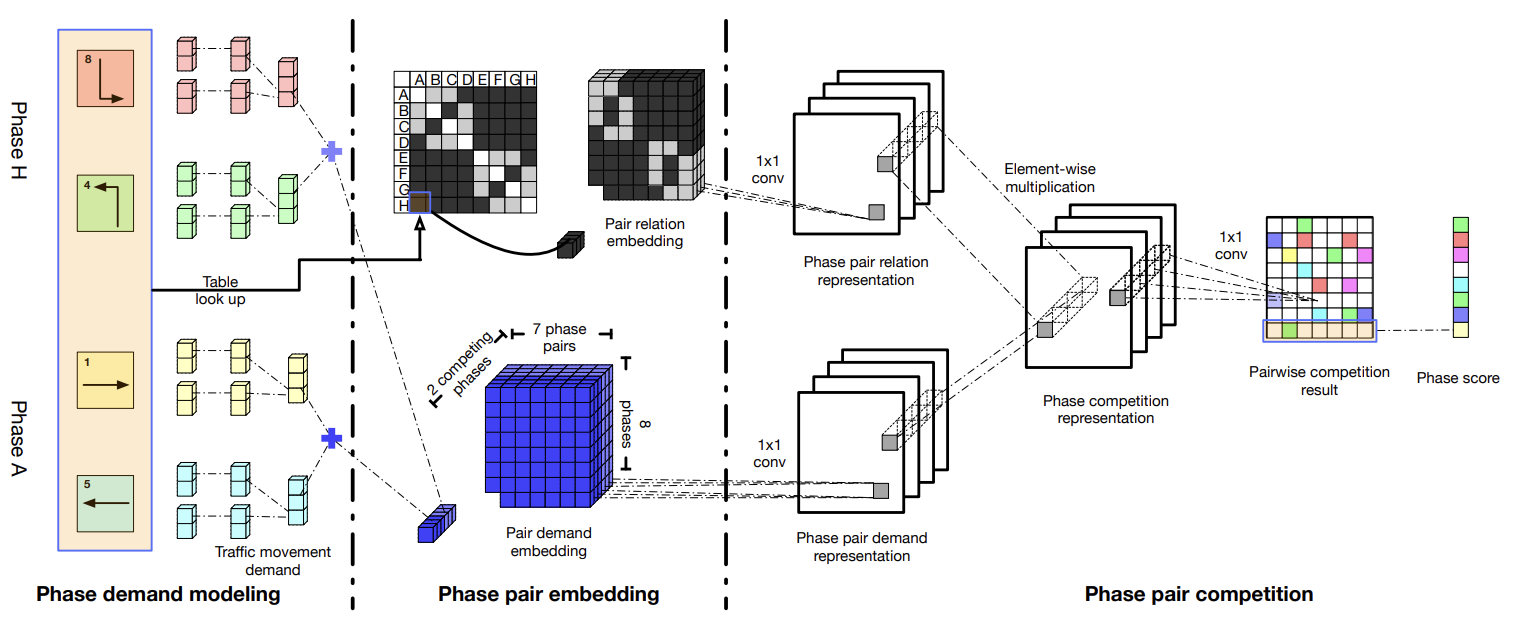 Phase H
8
4
Phase A
1
5
Table
look up
Traffic movement
demand
Phase demand modeling
A B C D E F G H
A
B
C
D
E
F
G
H
Pair relation
embedding
2 competing
phases
7 phase
pairs
8
phases
Pair demand
embedding
Phase pair embedding
1x1
conv
Phase pair relation
representation
Element-wise
multiplication
1x1
conv
Phase pair demand
representation
Phase competition
representation
1x1
conv
Pairwise competition
result
Phase score
Phase pair competition